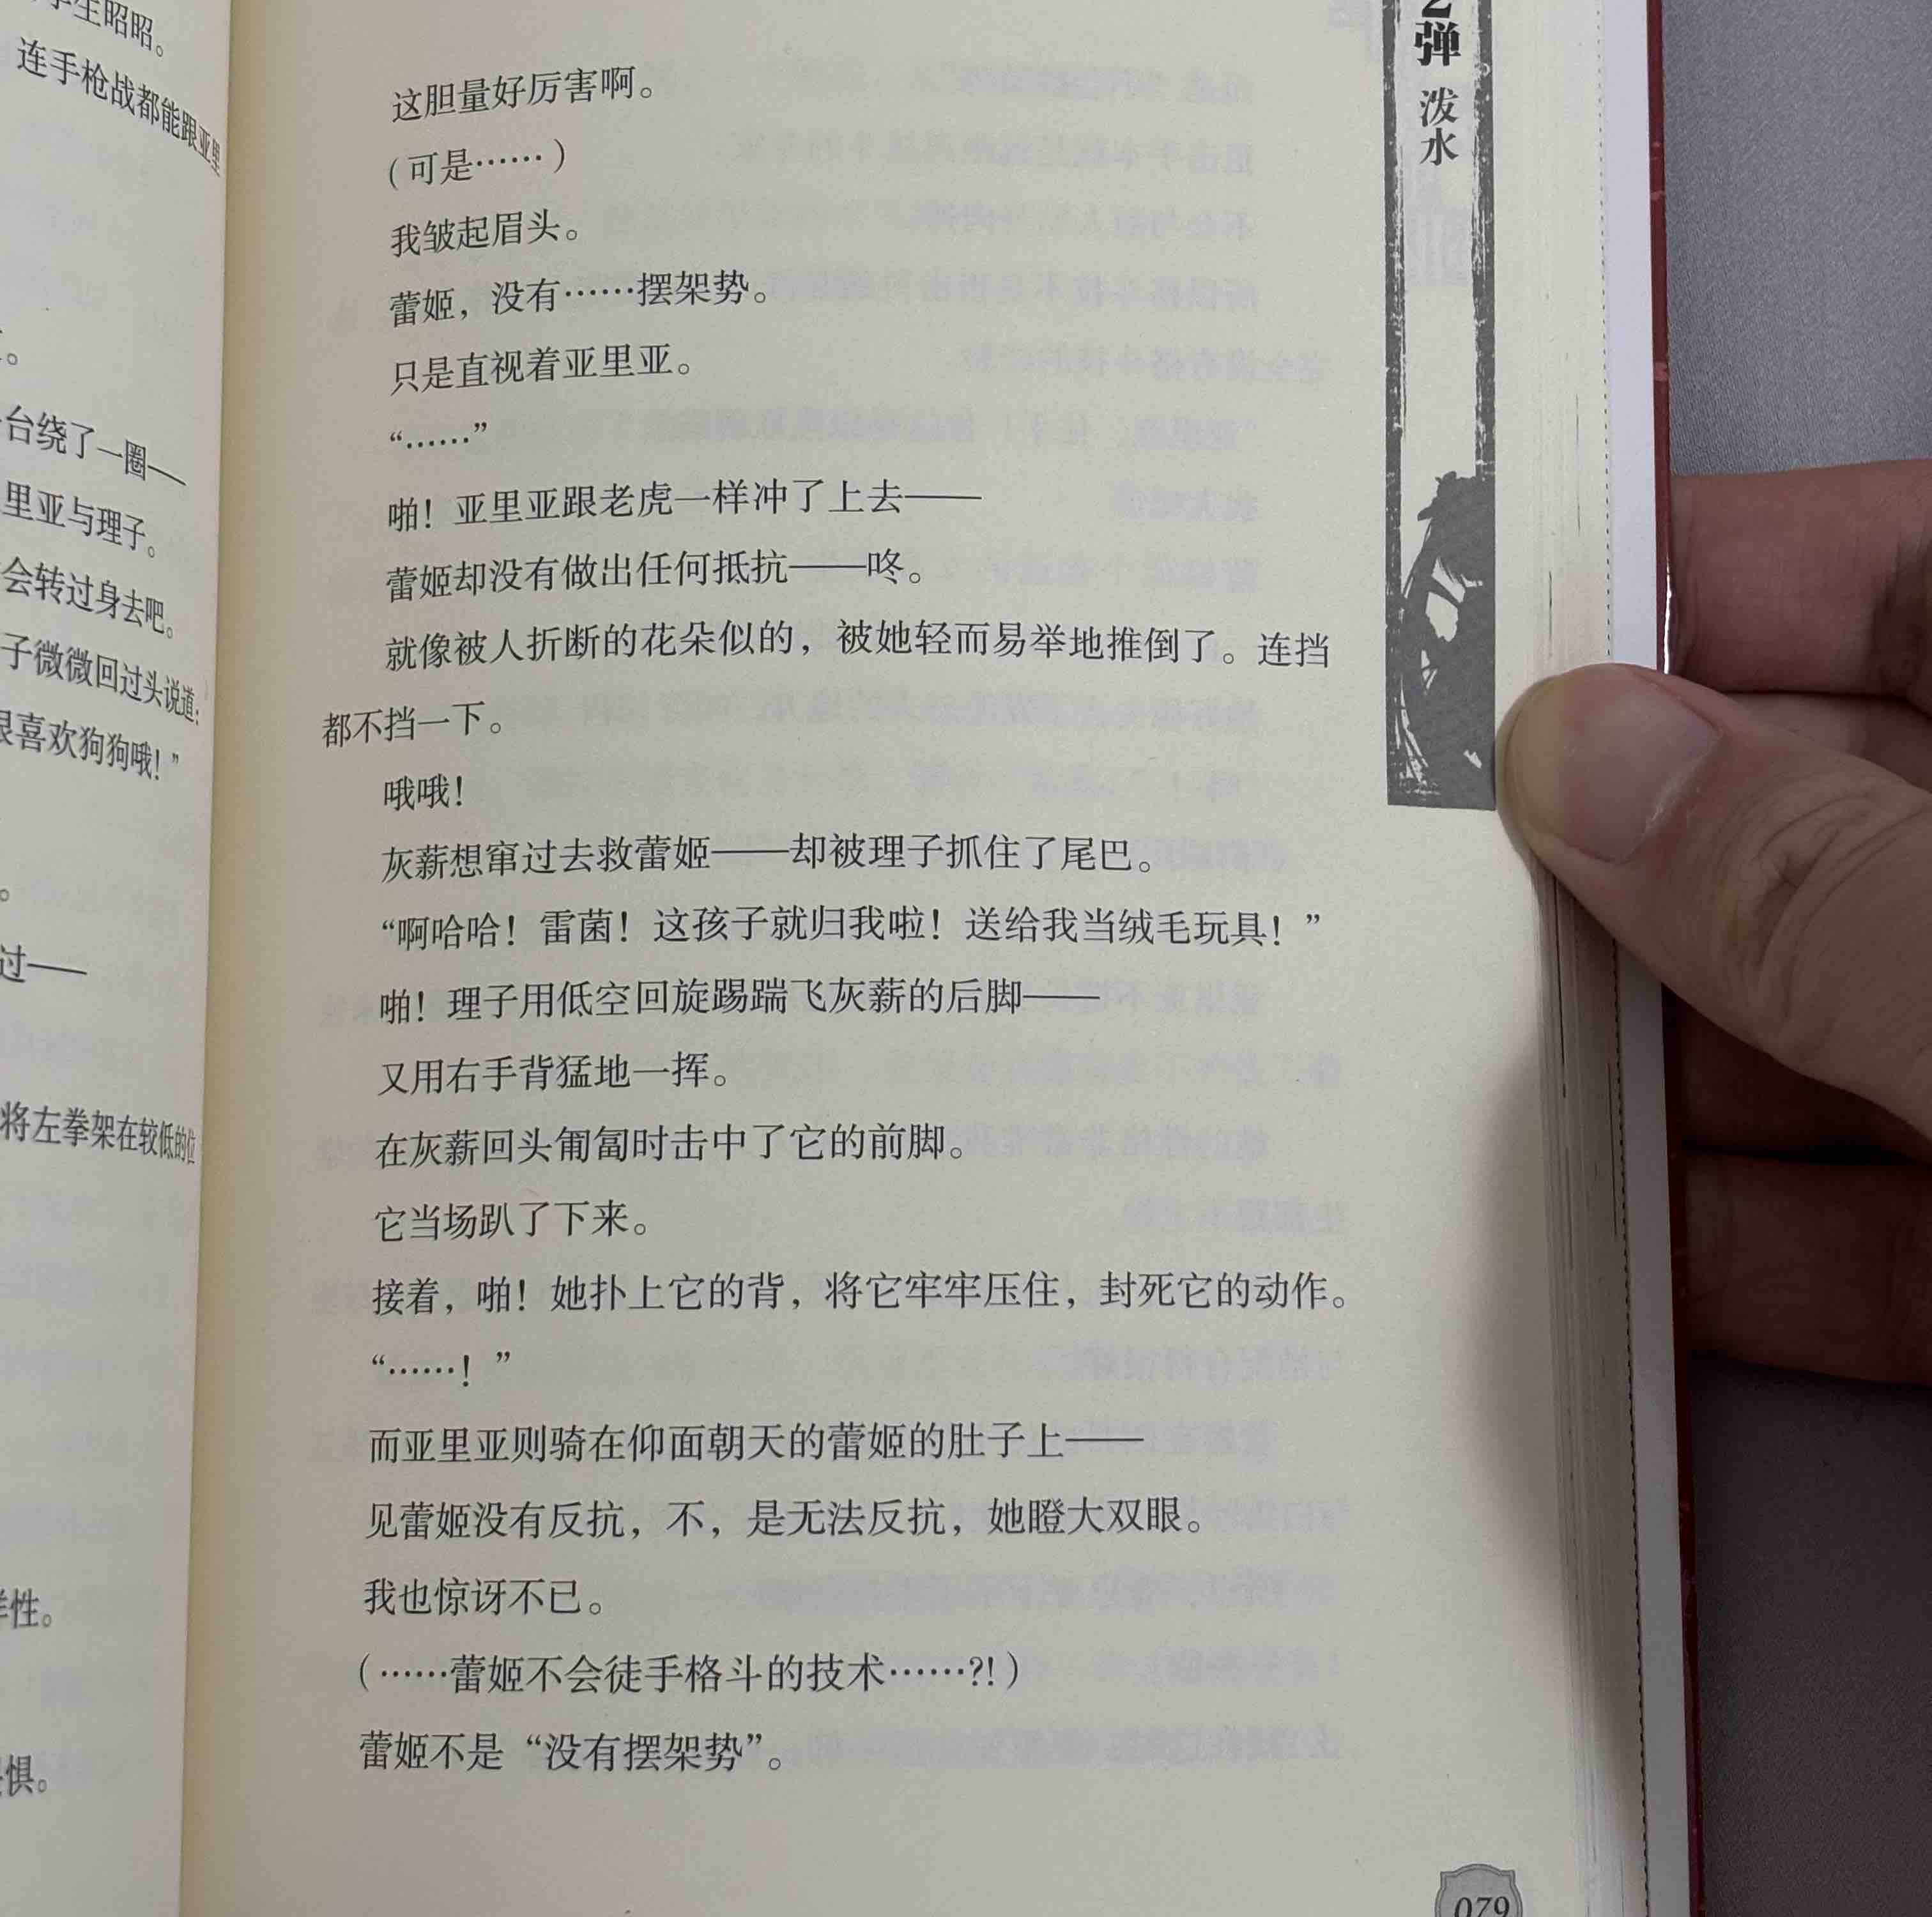 学生昭昭。
连手枪战都能跟亚里
台绕了一圈—
里亚与理子。
会转过身去吧。
子微微回过头说道：
很喜欢狗狗哦！”
过——
将左拳架在较低的位
性。
惧。
这胆量好厉害啊。
（可是……）
我皱起眉头。
蕾姬，没有……摆架势。
只是直视着亚里亚。
“……”
啪！亚里亚跟老虎一样冲了上去——
蕾姬却没有做出任何抵抗——咚。
就像被人折断的花朵似的，被她轻而易举地推倒了。连挡
都不挡一下。
哦哦！
灰薪想窜过去救蕾姬——却被理子抓住了尾巴。
“啊哈哈！雷菌！这孩子就归我啦！送给我当绒毛玩具！”
啪！理子用低空回旋踢踹飞灰薪的后脚——
又用右手背猛地一挥。
在灰薪回头匍匐时击中了它的前脚。
它当场趴了下来。
接着，啪！她扑上它的背，将它牢牢压住，封死它的动作。
“……！”
而亚里亚则骑在仰面朝天的蕾姬的肚子上——
见蕾姬没有反抗，不，是无法反抗，她瞪大双眼。
我也惊讶不已。
（……蕾姬不会徒手格斗的技术……?!）
蕾姬不是“没有摆架势”。
2弹 泼水
079